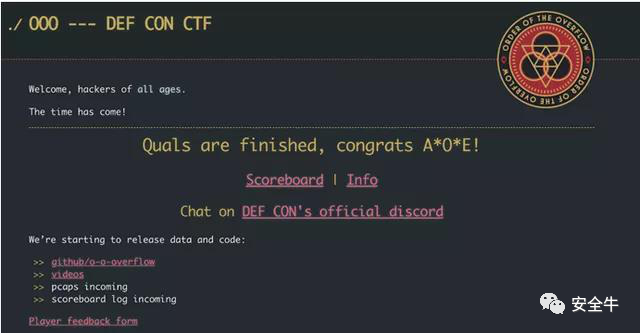 ./ OOO --- DEF CON CTF
ORDER OF THE OVERFLOW ORDER OF THE OVERFLOW
Welcome, hackers of all ages.
The time has come!
Quals are finished, congrats A*O*E!
Scoreboard | Info
Chat on DEF CON's official discord
We're starting to release data and code:
>> github/o-o-overflow
>> videos
>> pcaps incoming
>> scoreboard log incoming
Player feedback form
安全牛